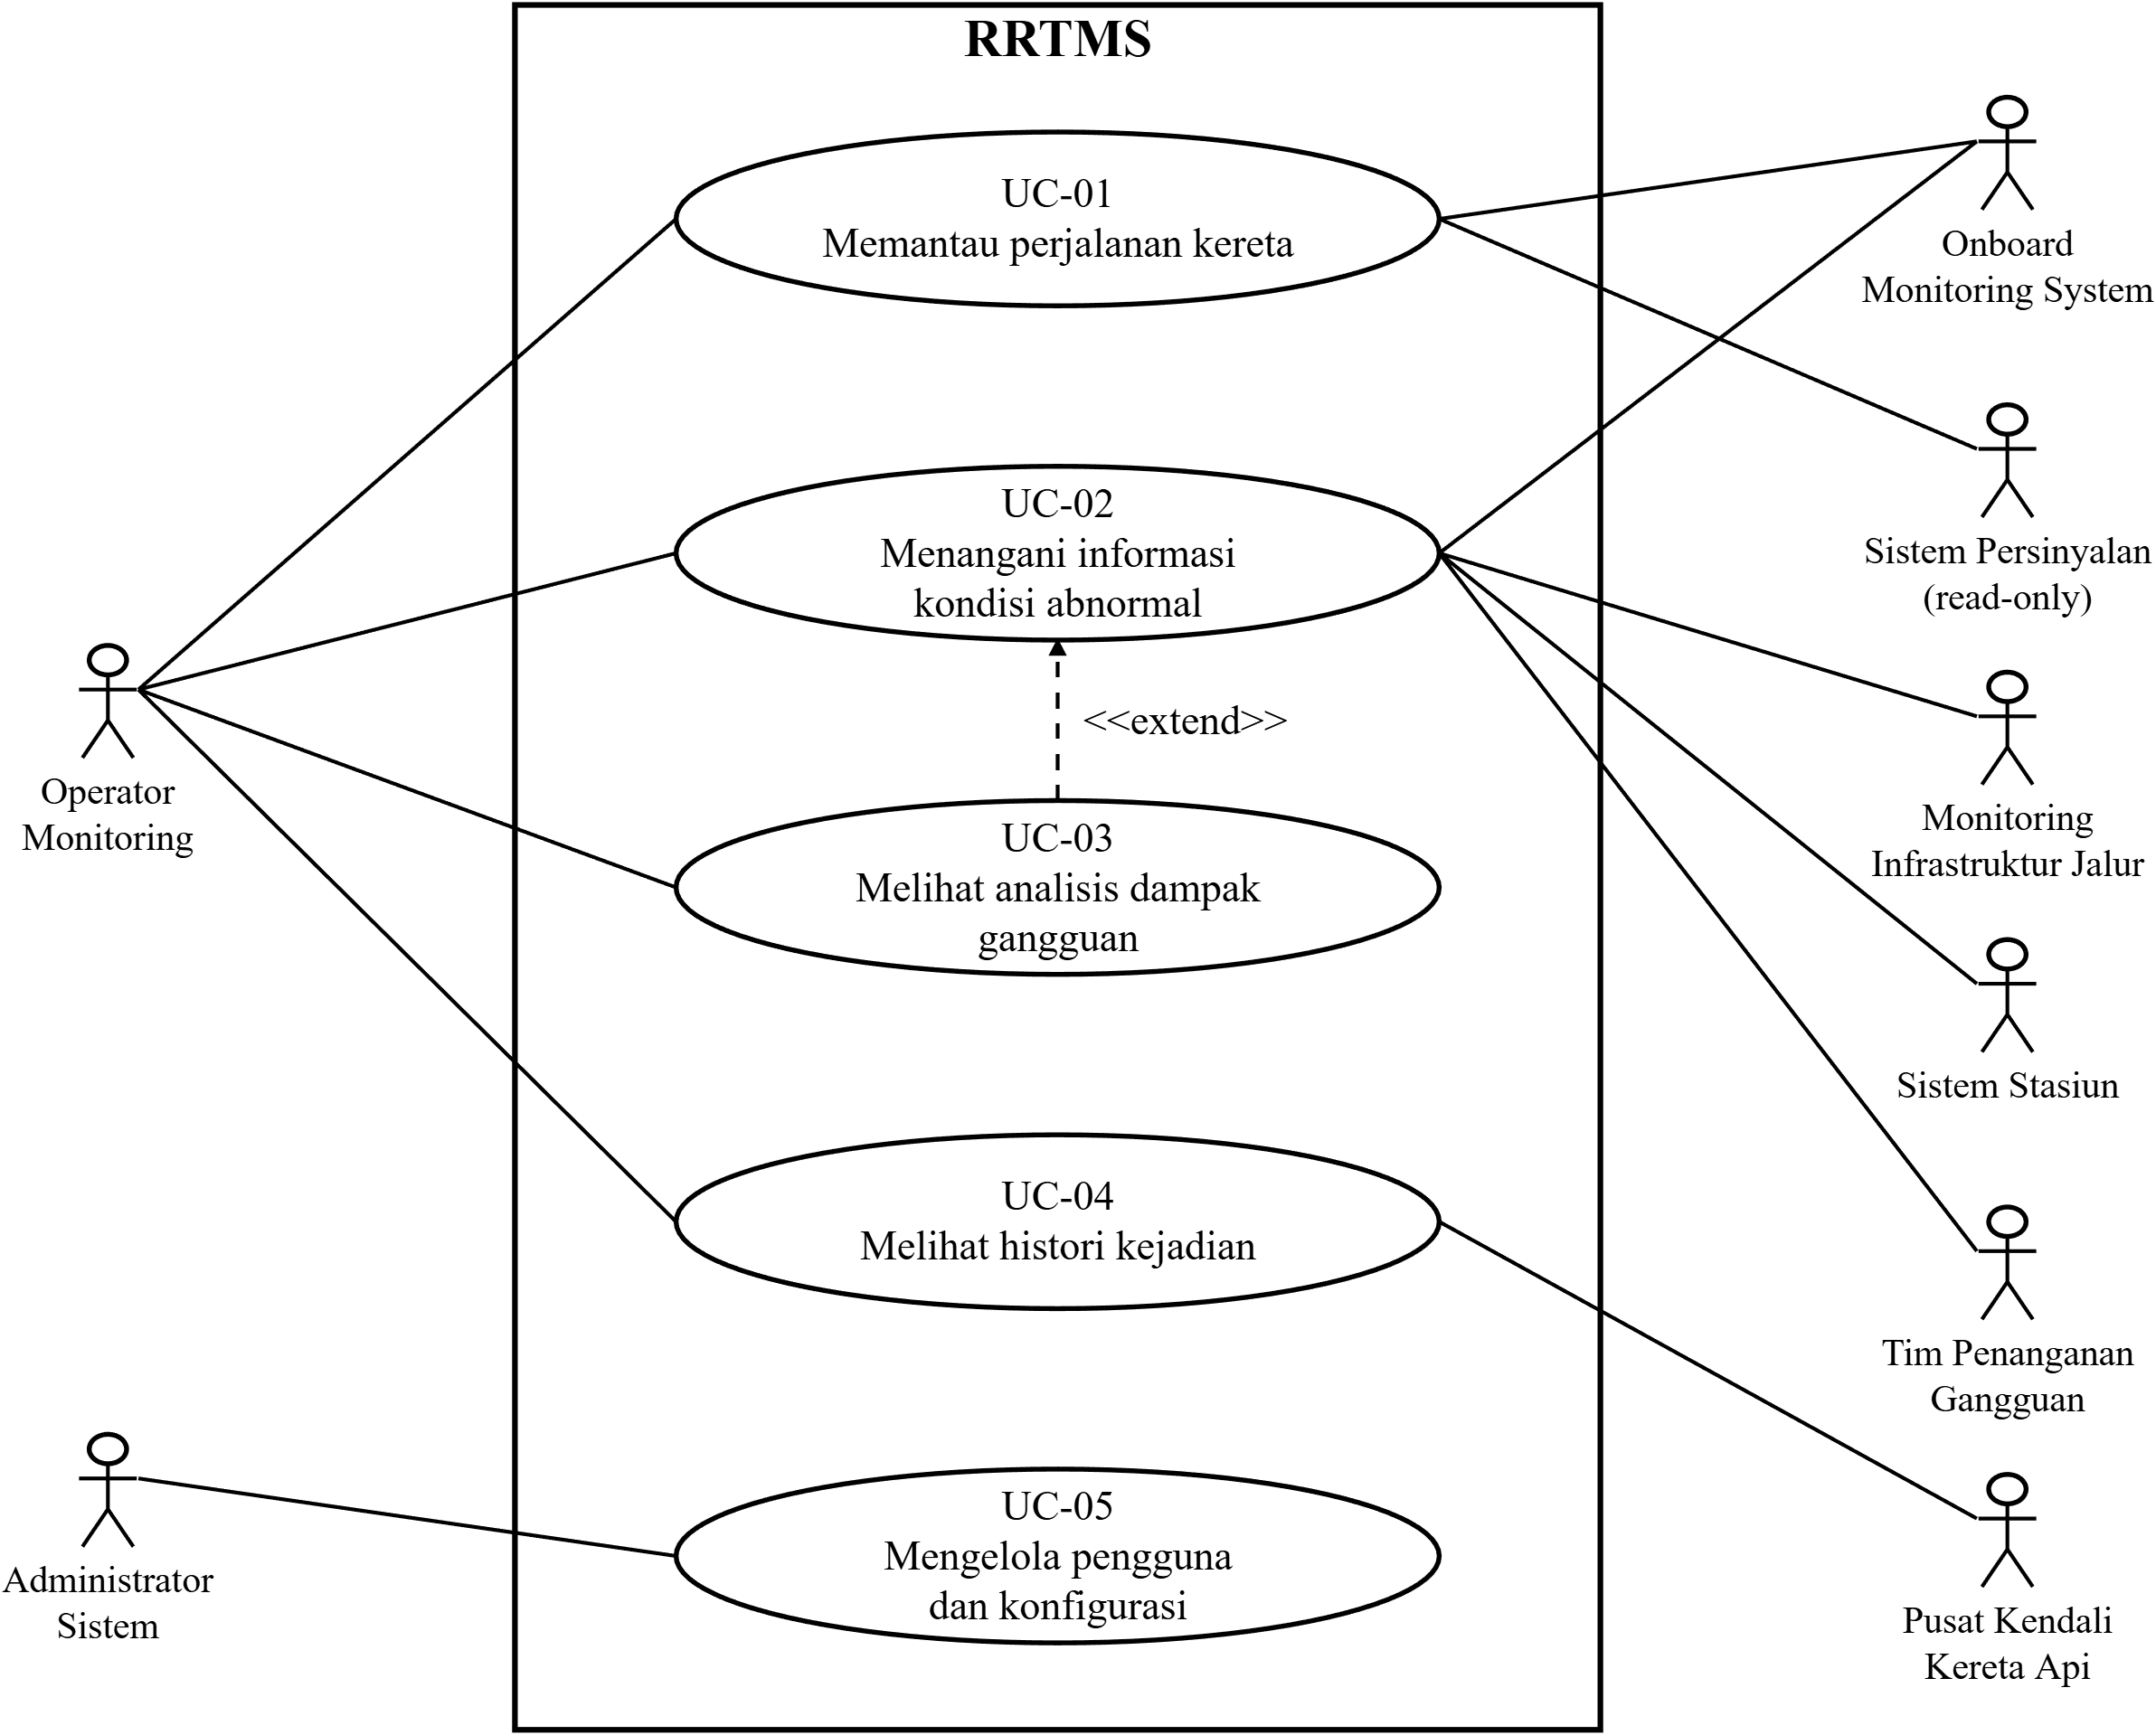 RRTMS
UC-01
Memantau perjalanan kereta
UC-02
Menangani informasi
kondisi abnormal
<<extend>>
UC-03
Melihat analisis dampak
gangguan
UC-04
Melihat histori kejadian
UC-05
Mengelola pengguna
dan konfigurasi
Operator
Monitoring
Administrator
Sistem
Onboard
Monitoring System
Sistem Persinyalan
(read-only)
Monitoring
Infrastruktur Jalur
Sistem Stasiun
Tim Penanganan
Gangguan
Pusat Kendali
Kereta Api